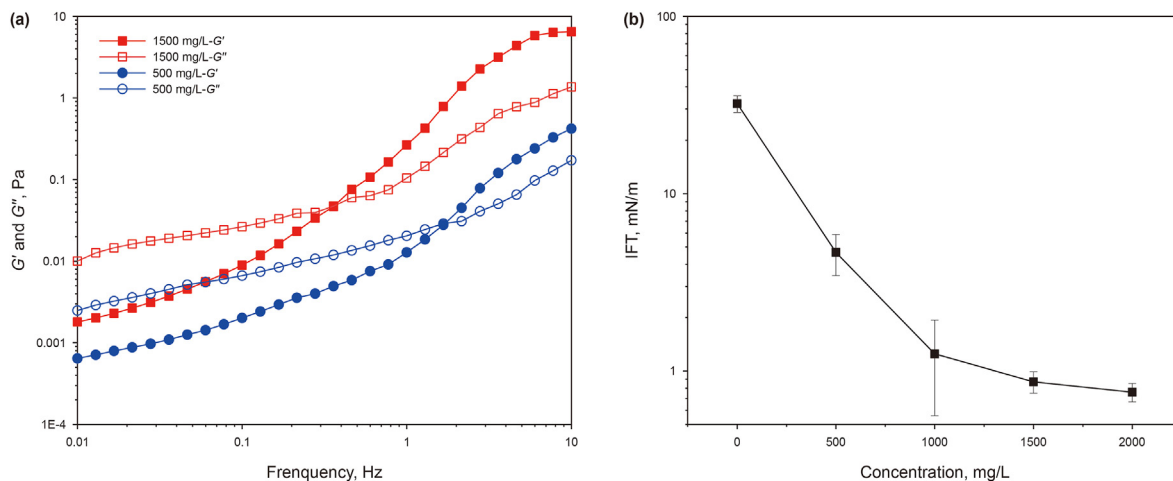 (a)
10
1
0.1
0.01
0.001
1E-4
G′ and G″, Pa
1500 mg/L-G′
1500 mg/L-G″
500 mg/L-G′
500 mg/L-G″
0.01 0.1 1 10
Frenquency, Hz
(b)
100
10
1
IFT, mN/m
0 500 1000 1500 2000
Concentration, mg/L